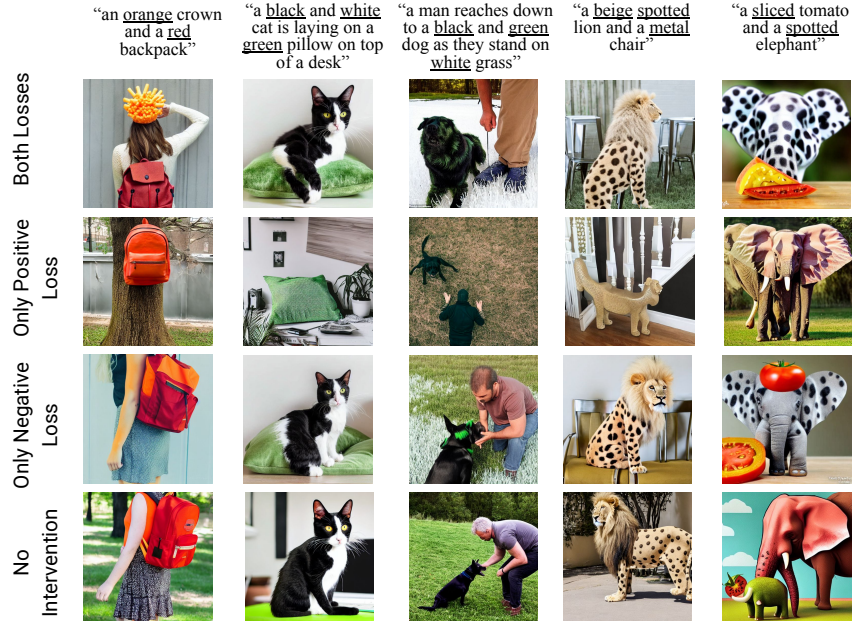 “an orange crown
and a red
backpack”
“a black and white
cat is laying on a
green pillow on top
of a desk”
“a man reaches down
to a black and green
dog as they stand on
white grass”
“a beige spotted
lion and a metal
chair”
“a sliced tomato
and a spotted
elephant”
Both Losses
Only Positive
Loss
Only Negative
Loss
No
Intervention